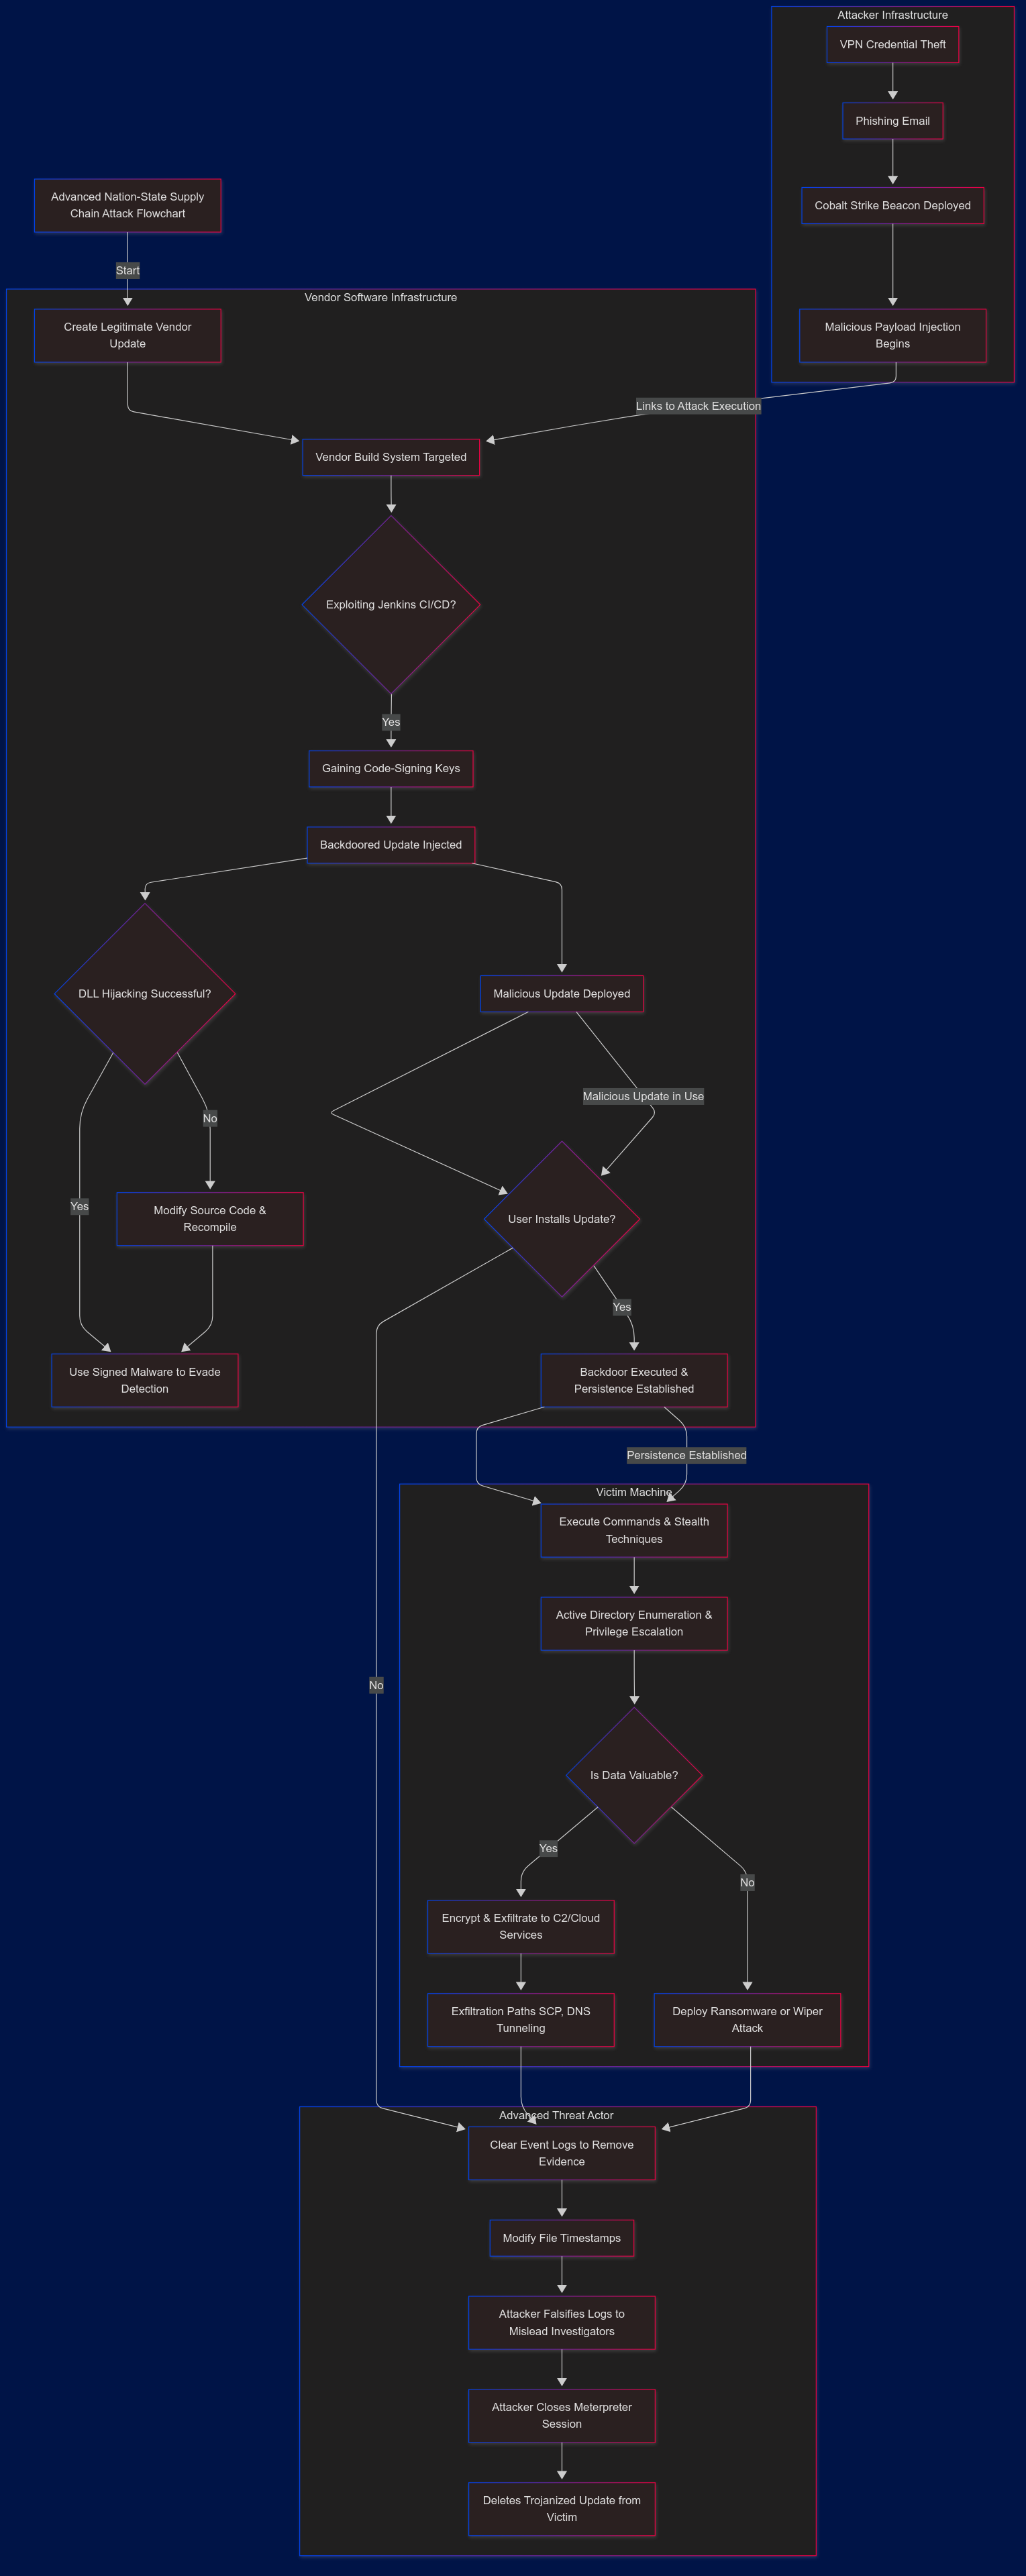 Attacker Infrastructure
VPN Credential Theft
Phishing Email
Cobalt Strike Beacon Deployed
Malicious Payload Injection
Begins
Links to Attack Execution
Advanced Nation-State Supply
Chain Attack Flowchart
Start
Vendor Software Infrastructure
Create Legitimate Vendor
Update
Vendor Build System Targeted
Exploiting Jenkins CI/CD?
Yes
Gaining Code-Signing Keys
Backdoored Update Injected
DLL Hijacking Successful?
Malicious Update Deployed
Malicious Update in Use
No
Yes
Modify Source Code &
Recompile
User Installs Update?
Yes
Use Signed Malware to Evade
Detection
Backdoor Executed &
Persistence Established
Persistence Established
Victim Machine
Execute Commands & Stealth
Techniques
Active Directory Enumeration &
Privilege Escalation
No
Is Data Valuable?
Yes
No
Encrypt & Exfiltrate to C2/Cloud
Services
Exfiltration Paths SCP, DNS
Tunneling
Deploy Ransomware or Wiper
Attack
Advanced Threat Actor
Clear Event Logs to Remove
Evidence
Modify File Timestamps
Attacker Falsifies Logs to
Mislead Investigators
Attacker Closes Meterpreter
Session
Deletes Trojanized Update from
Victim